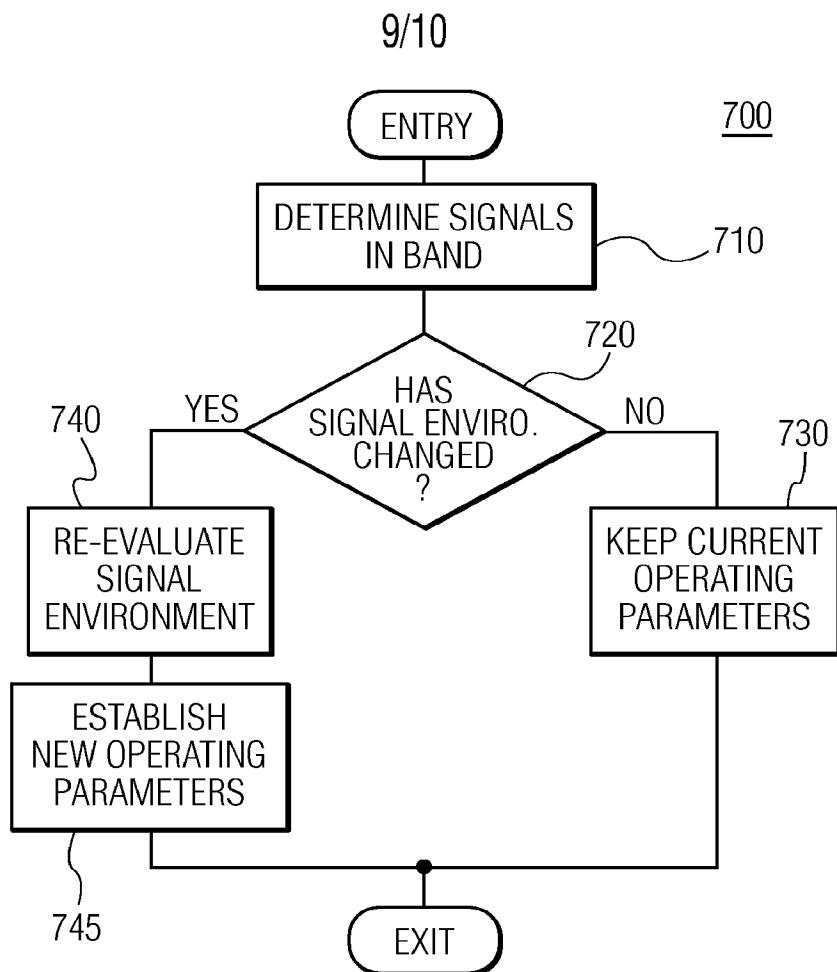 9/10
ENTRY
700
DETERMINE SIGNALS
IN BAND
710
720
HAS
SIGNAL ENVIRO.
CHANGED
?
YES
NO
740
730
RE-EVALUATE
SIGNAL
ENVIRONMENT
KEEP CURRENT
OPERATING
PARAMETERS
ESTABLISH
NEW OPERATING
PARAMETERS
745
EXIT